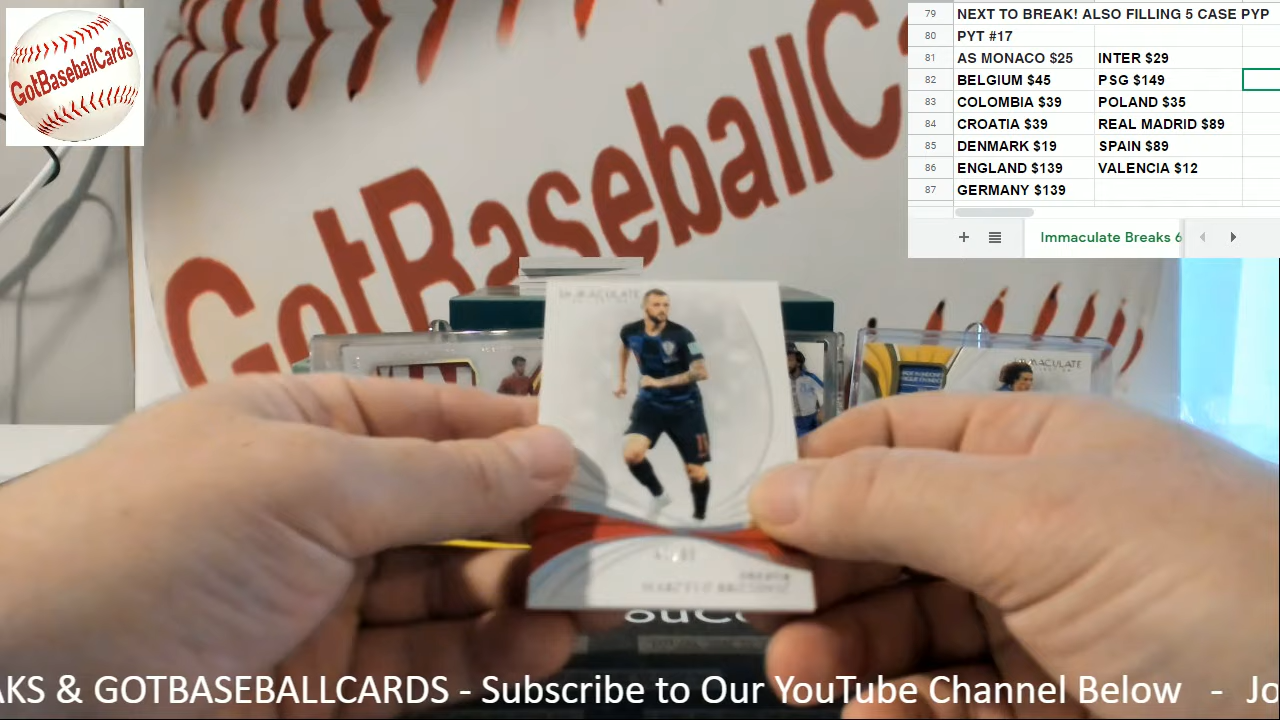 GotBaseballCards
GotBaseballC
79 NEXT TO BREAK! ALSO FILLING 5 CASE PYP
80 PYT #17
81 AS MONACO $25 INTER $29
82 BELGIUM $45 PSG $149
83 COLOMBIA $39 POLAND $35
84 CROATIA $39 REAL MADRID $89
85 DENMARK $19 SPAIN $89
86 ENGLAND $139 VALENCIA $12
87 GERMANY $139
+ Immaculate Breaks 6
IMMACULATE
IMMACULATE
CROATIA
AKS & GOTBASEBALLCARDS - Subscribe to Our YouTube Channel Below - Jo